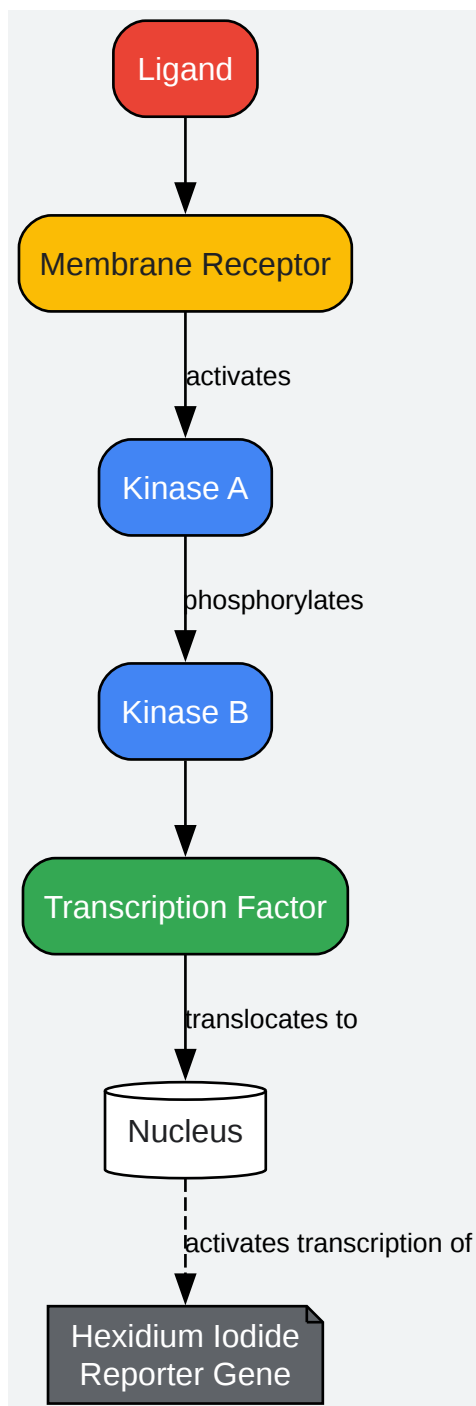 Ligand
Membrane Receptor
activates
Kinase A
phosphorylates
Kinase B
Transcription Factor
translocates to
Nucleus
activates transcription of
Hexidium Iodide
Reporter Gene